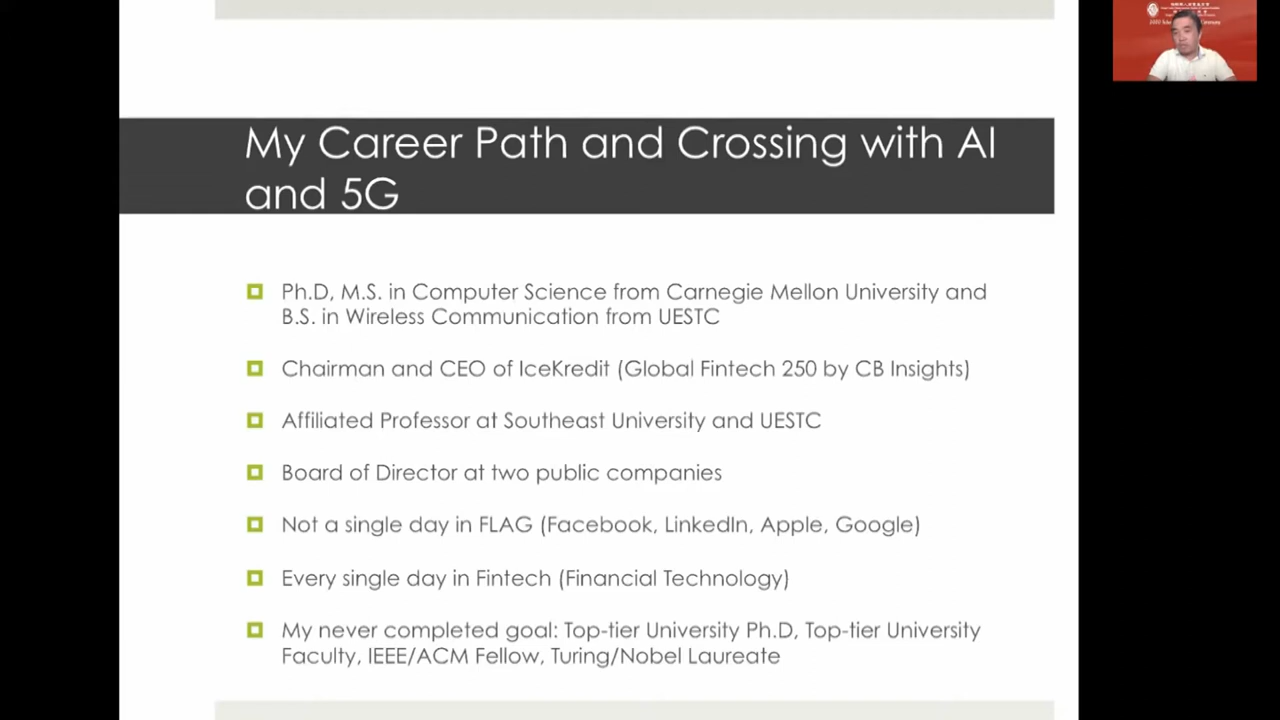 My Career Path and Crossing with AI
and 5G
Ph.D, M.S. in Computer Science from Carnegie Mellon University and
B.S. in Wireless Communication from UESTC
Chairman and CEO of IceKredit (Global Fintech 250 by CB Insights)
Affiliated Professor at Southeast University and UESTC
Board of Director at two public companies
Not a single day in FLAG (Facebook, LinkedIn, Apple, Google)
Every single day in Fintech (Financial Technology)
My never completed goal: Top-tier University Ph.D, Top-tier University
Faculty, IEEE/ACM Fellow, Turing/Nobel Laureate